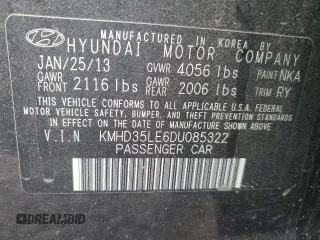 MANUFACTURED IN KOREA BY
HYUNDAI MOTOR COMPANY
JAN/25/13 GVWR 4056 lbs PAINT NKA
GAWR FRONT 2116 lbs GAWR REAR 2006 lbs TRIM RY
THIS VEHICLE CONFORMS TO ALL APPLICABLE U.S. FEDERAL
MOTOR VEHICLE SAFETY, BUMPER, AND THEFT PREVENTION
STANDARDS IN EFFECT ON THE DATE OF MANUFACTURE SHOWN ABOVE.
V.I.N KMHD35LE6DU085322
PASSENGER CAR
DREAMBID